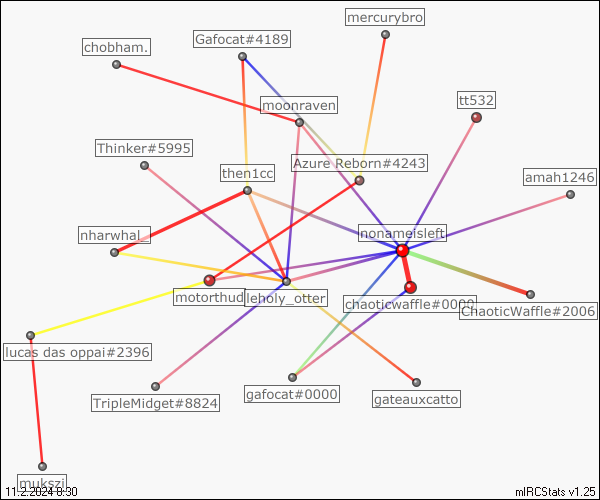 mercurybro
Gafocat#4189
chobham.
tt532
moonraven
Thinker#5995
Azure Reborn#4243
then1cc
amah1246
nonameisleft
nharwhal_
motorthud
leholy_otter
chaoticwaffle#0000
ChaoticWaffle#2006
lucas das oppai#2396
gafocat#0000
TripleMidget#8824
gateauxcatto
mukszi
11.2.2024 8:30
mIRCStats v1.25